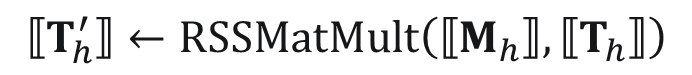 ⟦𝐓′ₕ⟧ ← RSSMatMult(⟦𝐌ₕ⟧, ⟦𝐓ₕ⟧)